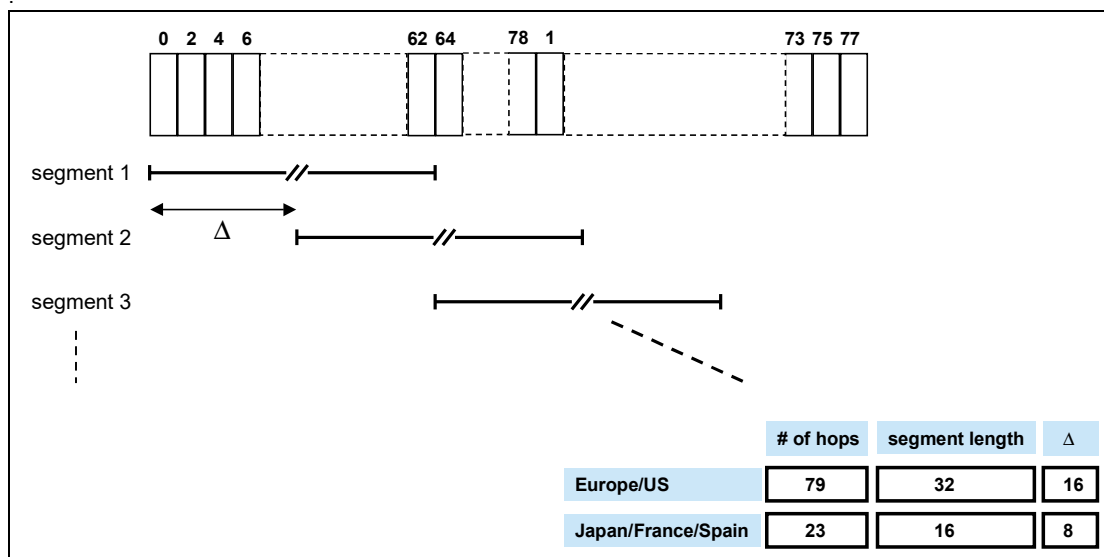 .
0 2 4 6 62 64 78 1 73 75 77
segment 1
Δ
segment 2
segment 3
# of hops segment length Δ
Europe/US 79 32 16
Japan/France/Spain 23 16 8